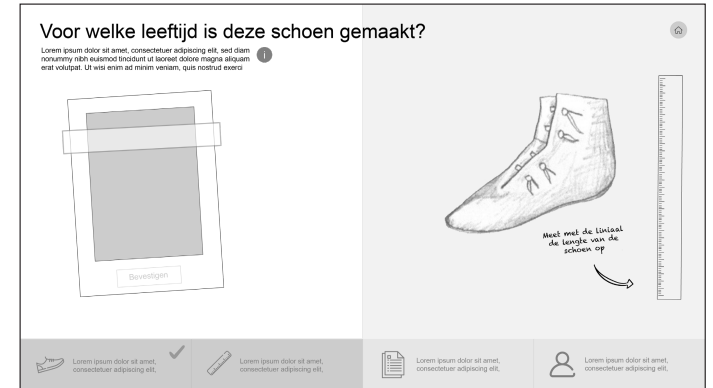 Voor welke leeftijd is deze schoen gemaakt?
Lorem ipsum dolor sit amet, consectetuer adipiscing elit, sed diam
nonummy nibh euismod tincidunt ut laoreet dolore magna aliquam
erat volutpat. Ut wisi enim ad minim veniam, quis nostrud exerci
i
Bevestigen
Meet met de liniaal
de lengte van de
schoen op
Lorem ipsum dolor sit amet,
consectetuer adipiscing elit,
Lorem ipsum dolor sit amet,
consectetuer adipiscing elit,
Lorem ipsum dolor sit amet,
consectetuer adipiscing elit,
Lorem ipsum dolor sit amet,
consectetuer adipiscing elit,